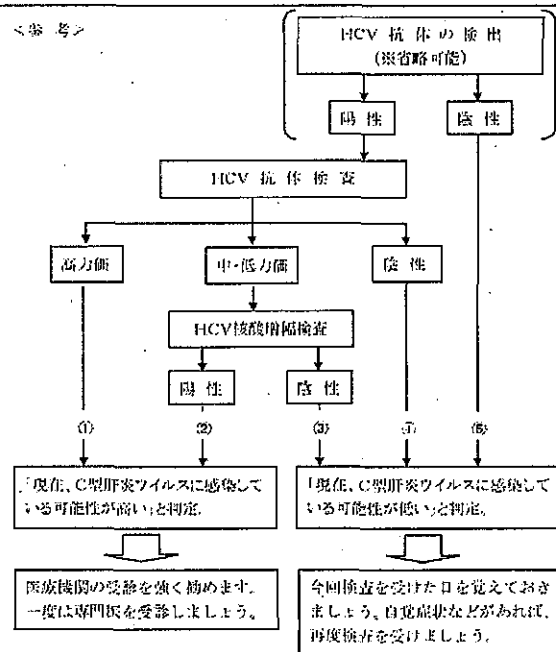 <参考>
HCV抗体の検出
(※省略可能)
陽性
陰性
HCV抗体検査
高力価
中・低力価
陰性
HCV核酸増幅検査
陽性
陰性
(1)
(2)
(3)
「現在、C型肝炎ウイルスに感染して
いる可能性が高い」と判定。
「現在、C型肝炎ウイルスに感染して
いる可能性が低い」と判定。
医療機関の受診を強く勧めます。
一度は専門医を受診しましょう。
今回検査を受けた日を覚えておき
ましょう。自覚症状などがあれば、
再度検査を受けましょう。